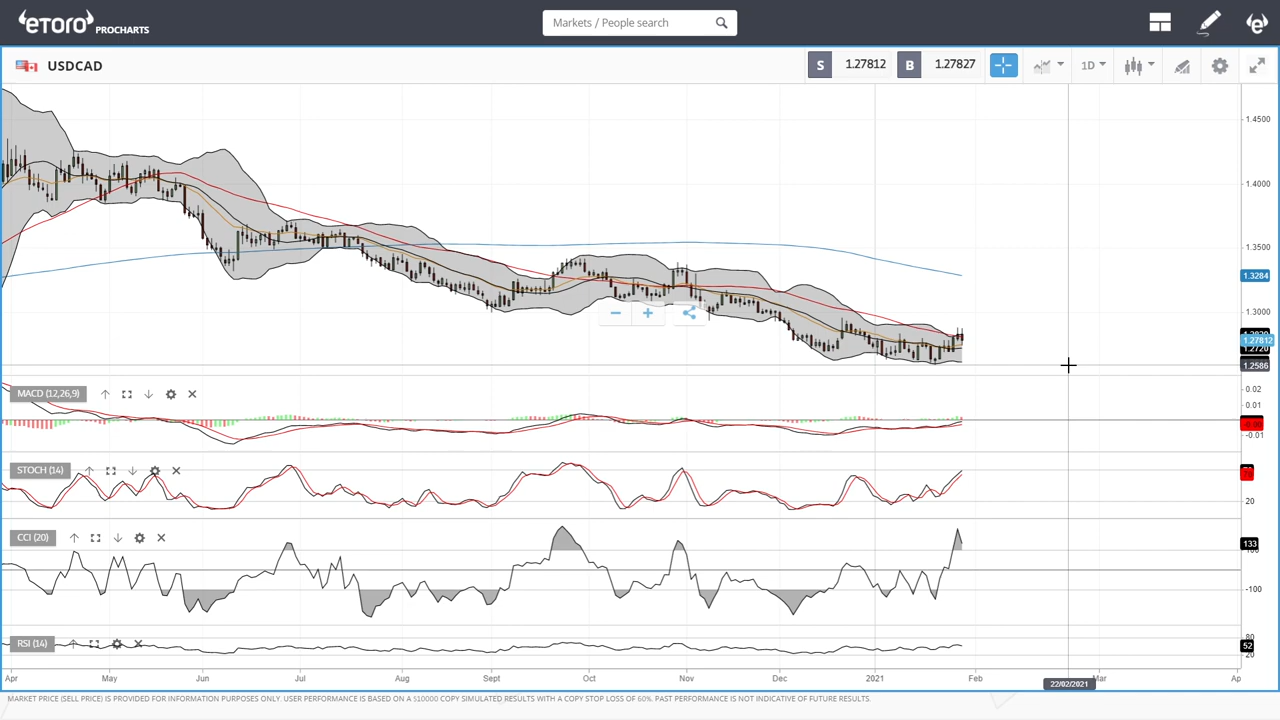 eTORO PROCHARTS
Markets / People search
USDCAD
S 1.27812 B 1.27827
1D
1.4500
1.4000
1.3500
1.3284
1.3000
1.27812
1.2586
MACD (12,26,9)
0.02
0.01
-0.00
-0.01
STOCH (14)
20
CCI (20)
133
100
-100
RSI (14)
80
52
20
Apr May Jun Jul Aug Sept Oct Nov Dec 2021 Feb Mar Ap
22/02/2021
MARKET PRICE (SELL PRICE) IS PROVIDED FOR INFORMATION PURPOSES ONLY. USER PERFORMANCE IS BASED ON A $10000 COPY SIMULATED RESULTS WITH A COPY STOP LOSS OF 60%. PAST PERFORMANCE IS NOT INDICATIVE OF FUTURE RESULTS.